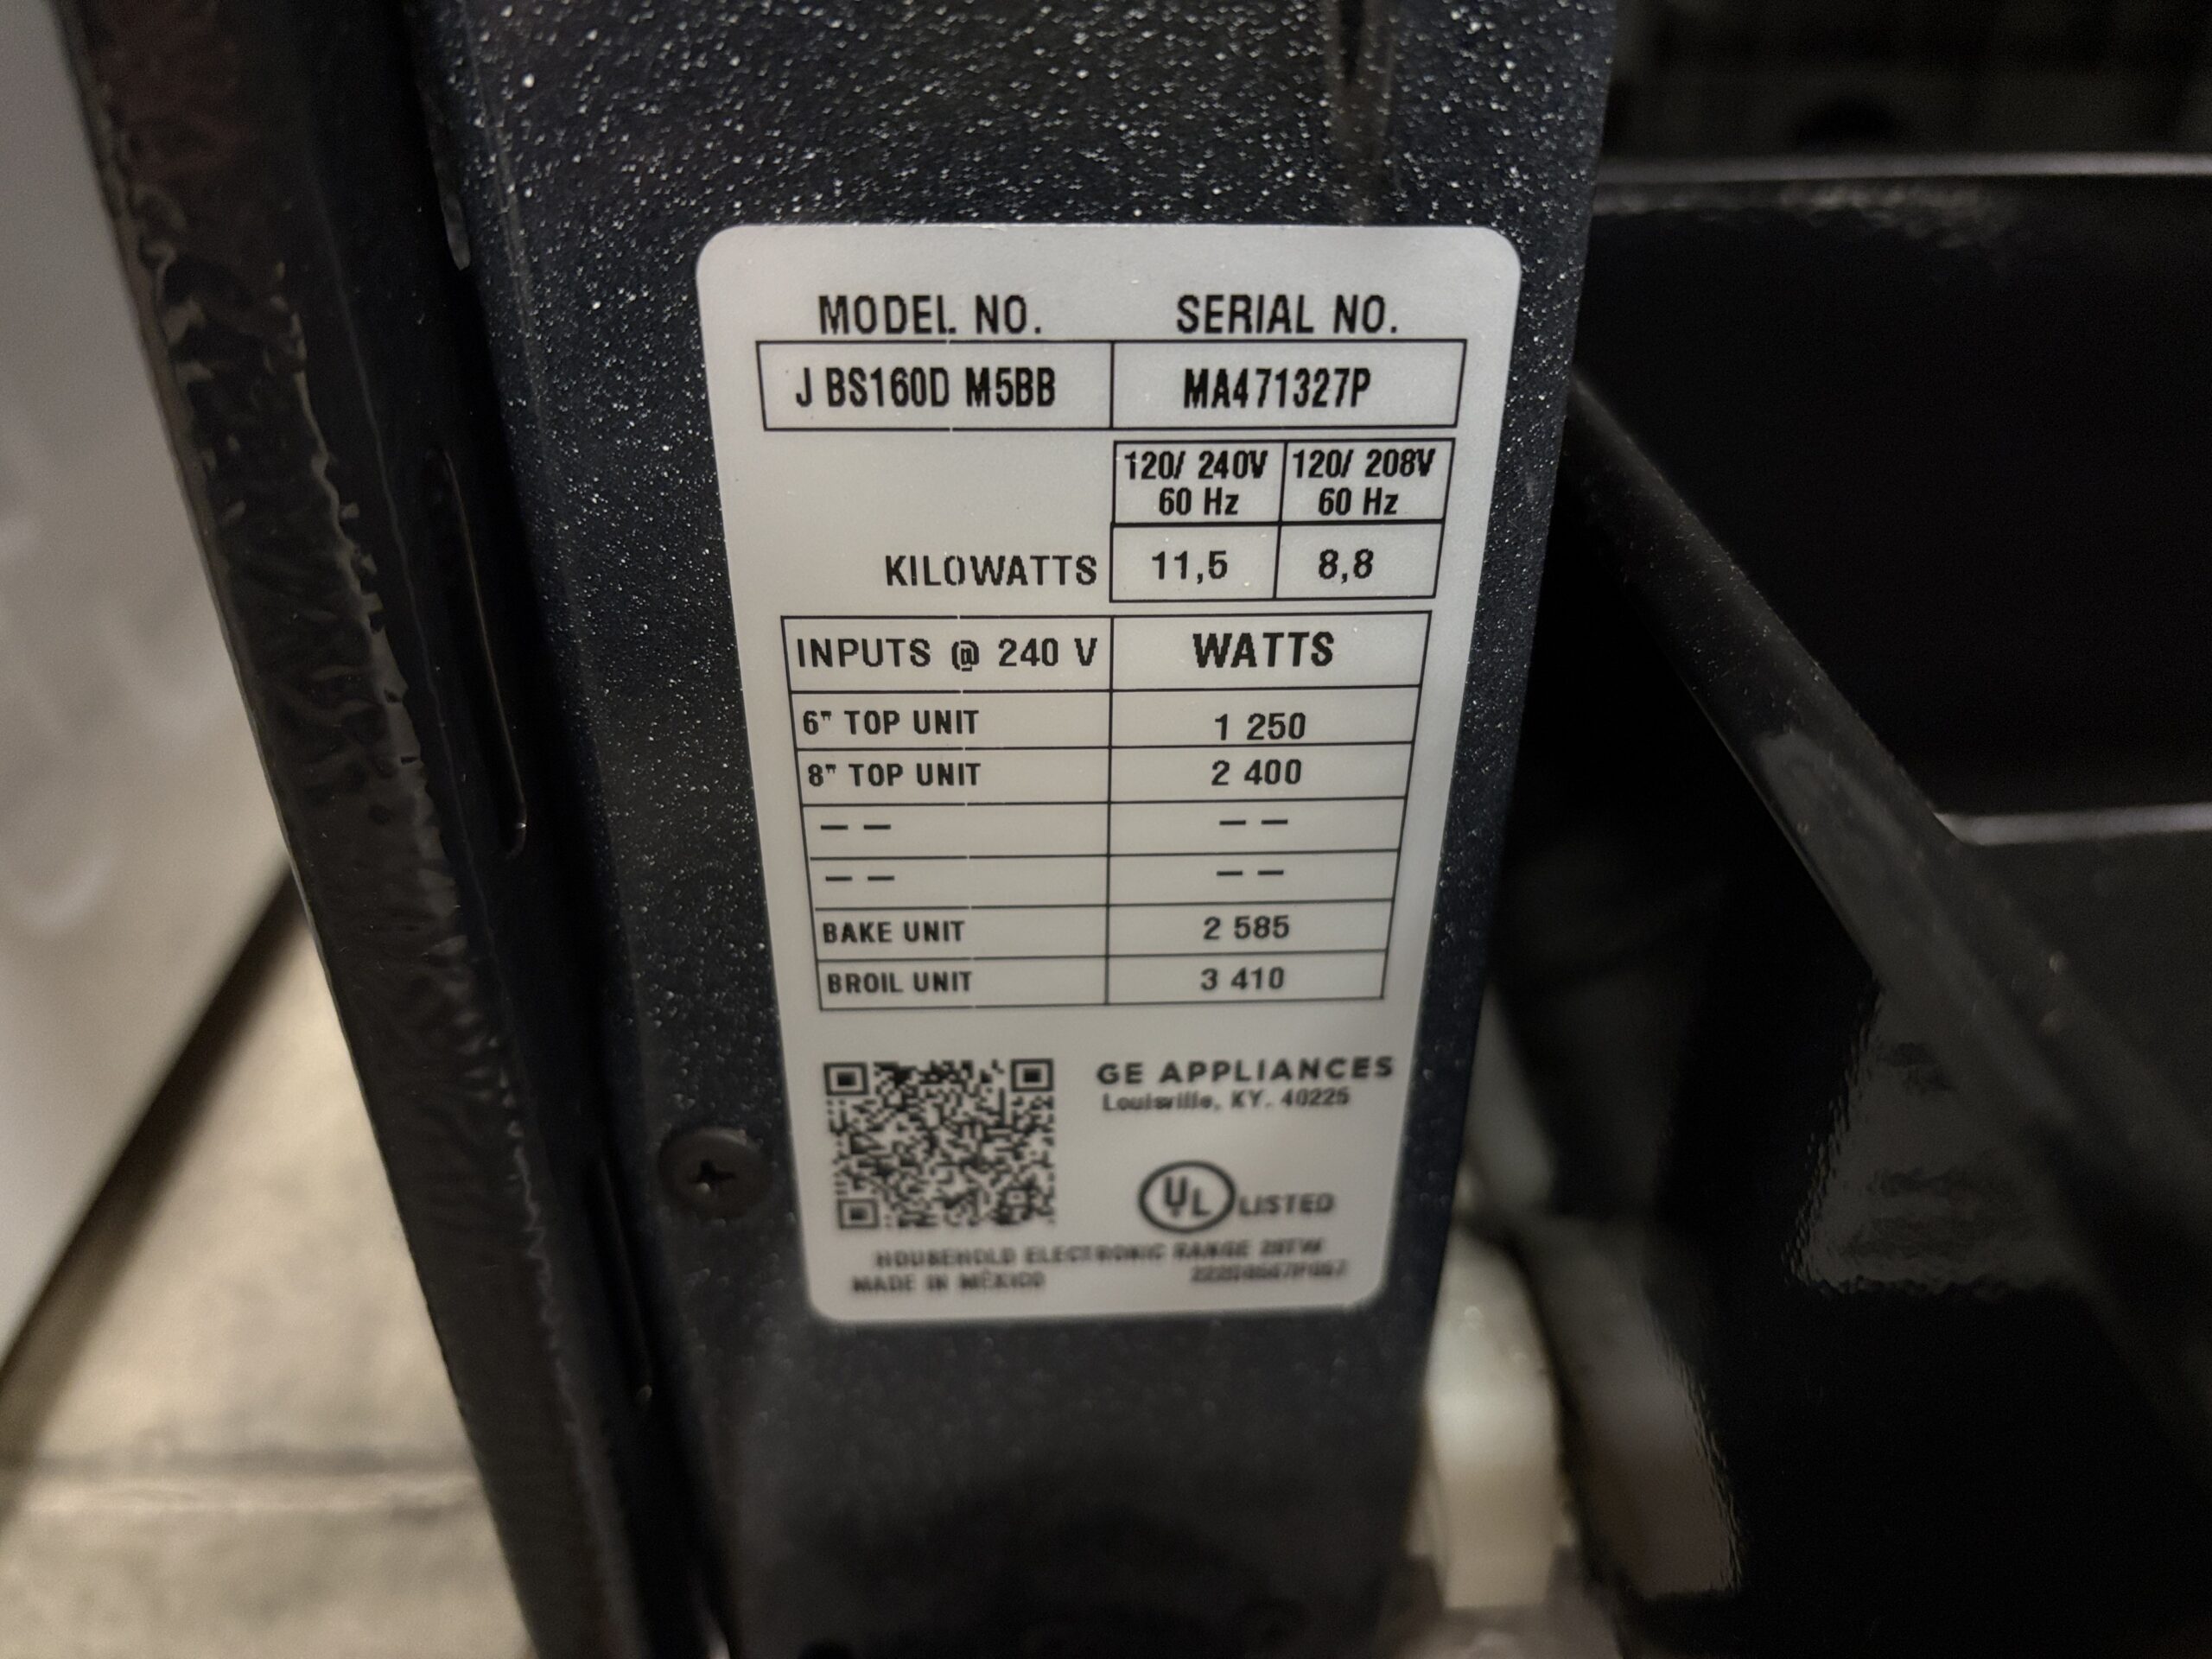 MODEL NO. SERIAL NO.
J BS160D M5BB MA471327P
120/ 240V 120/ 208V
60 Hz 60 Hz
KILOWATTS 11,5 8,8
INPUTS @ 240 V WATTS
6" TOP UNIT 1 250
8" TOP UNIT 2 400
— — — —
— — — —
BAKE UNIT 2 585
BROIL UNIT 3 410
GE APPLIANCES
Louisville, KY. 40225
UL LISTED
HOUSEHOLD ELECTRONIC RANGE
MADE IN MEXICO